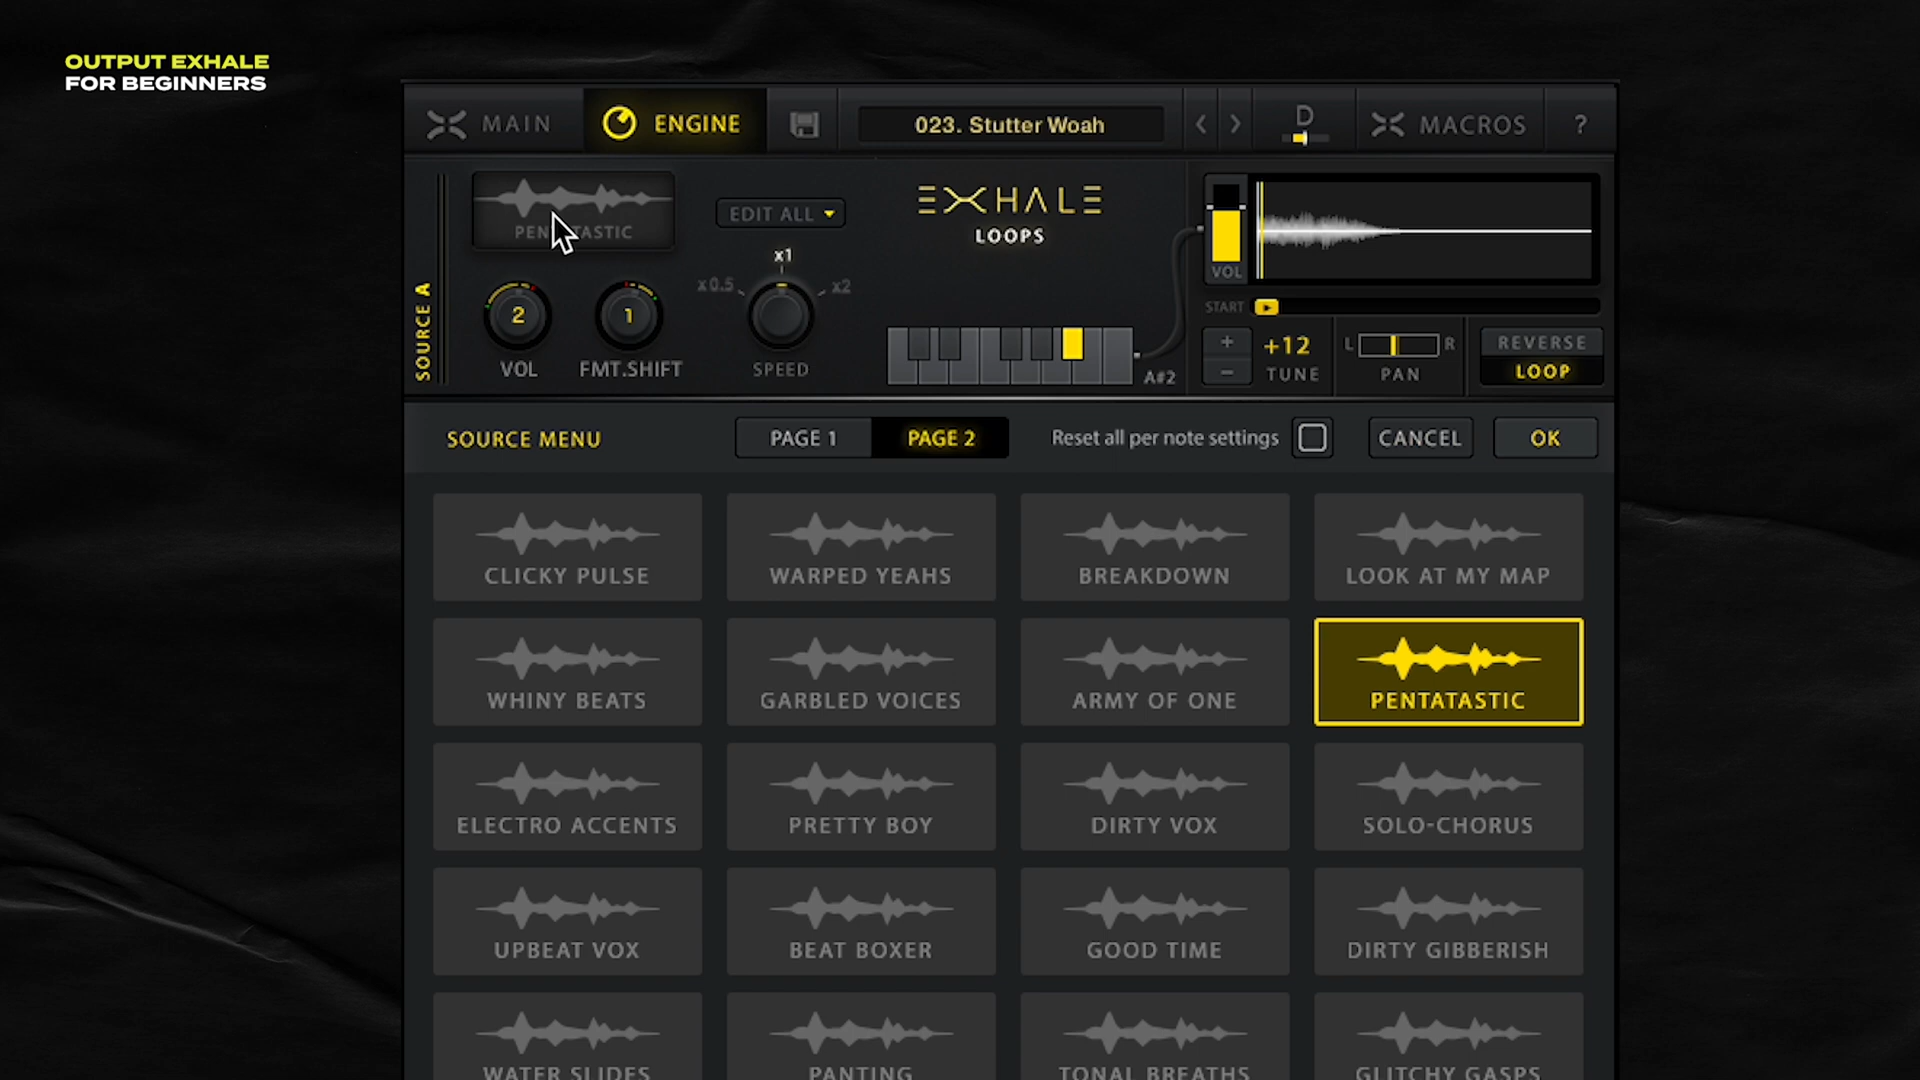 OUTPUT EXHALE
FOR BEGINNERS
MAIN
ENGINE
023. Stutter Woah
D
MACROS
?
SOURCE A
PENTATASTIC
EDIT ALL
2
VOL
1
FMT.SHIFT
x0.5
x1
x2
SPEED
EXHALE
LOOPS
A#2
VOL
START
+
-
+12
TUNE
L
R
PAN
REVERSE
LOOP
SOURCE MENU
PAGE 1
PAGE 2
Reset all per note settings
CANCEL
OK
CLICKY PULSE
WARPED YEAHS
BREAKDOWN
LOOK AT MY MAP
WHINY BEATS
GARBLED VOICES
ARMY OF ONE
PENTATASTIC
ELECTRO ACCENTS
PRETTY BOY
DIRTY VOX
SOLO-CHORUS
UPBEAT VOX
BEAT BOXER
GOOD TIME
DIRTY GIBBERISH
WATER SLIDES
PANTING
TONAL BREATHS
GLITCHY GASPS